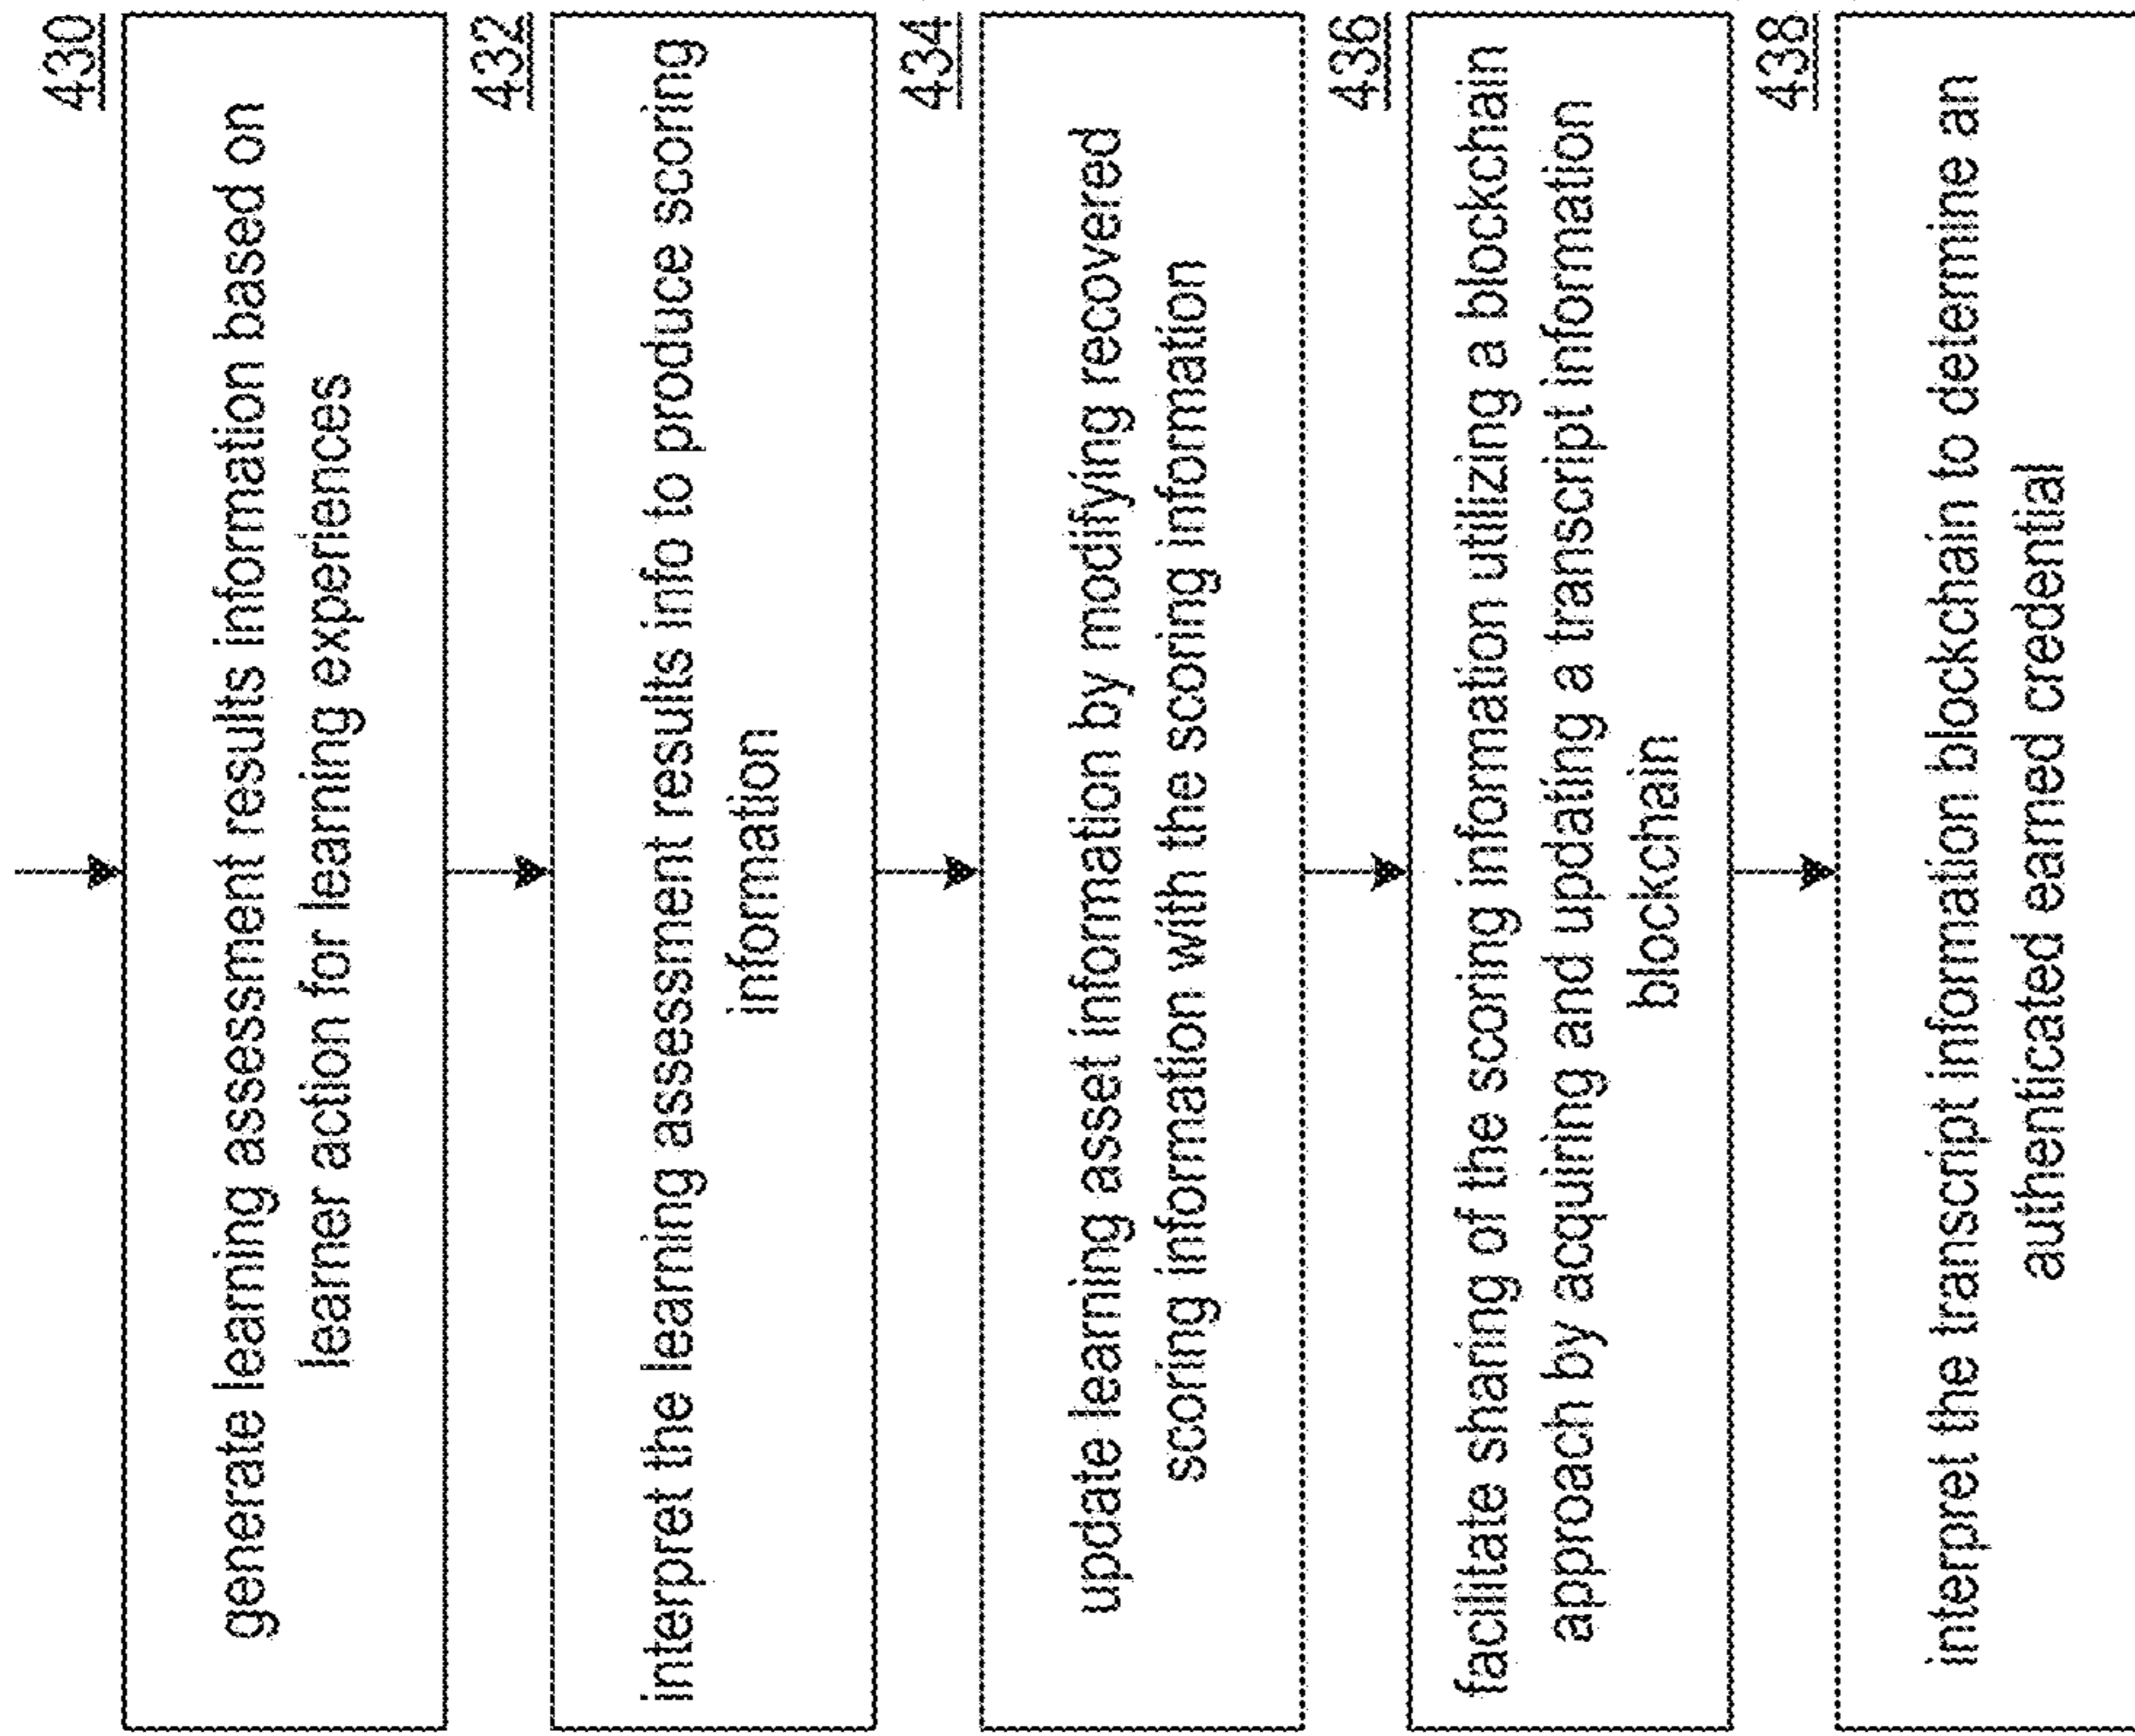 430
generate learning assessment results information based on
learner action for learning experiences
432
interpret the learning assessment results info to produce scoring
information
434
update learning asset information by modifying recovered
scoring information with the scoring information
436
facilitate sharing of the scoring information utilizing a blockchain
approach by acquiring and updating a transcript information
blockchain
438
interpret the transcript information blockchain to determine an
authenticated earned credential